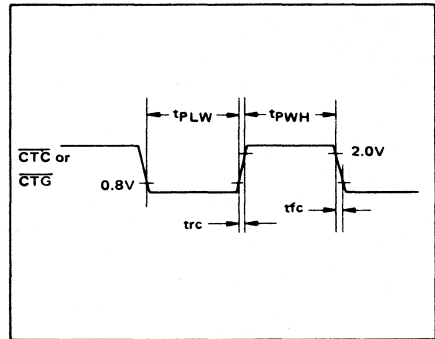 tPLW
tPWH
CTC or
CTG
0.8V
2.0V
trc
tfc